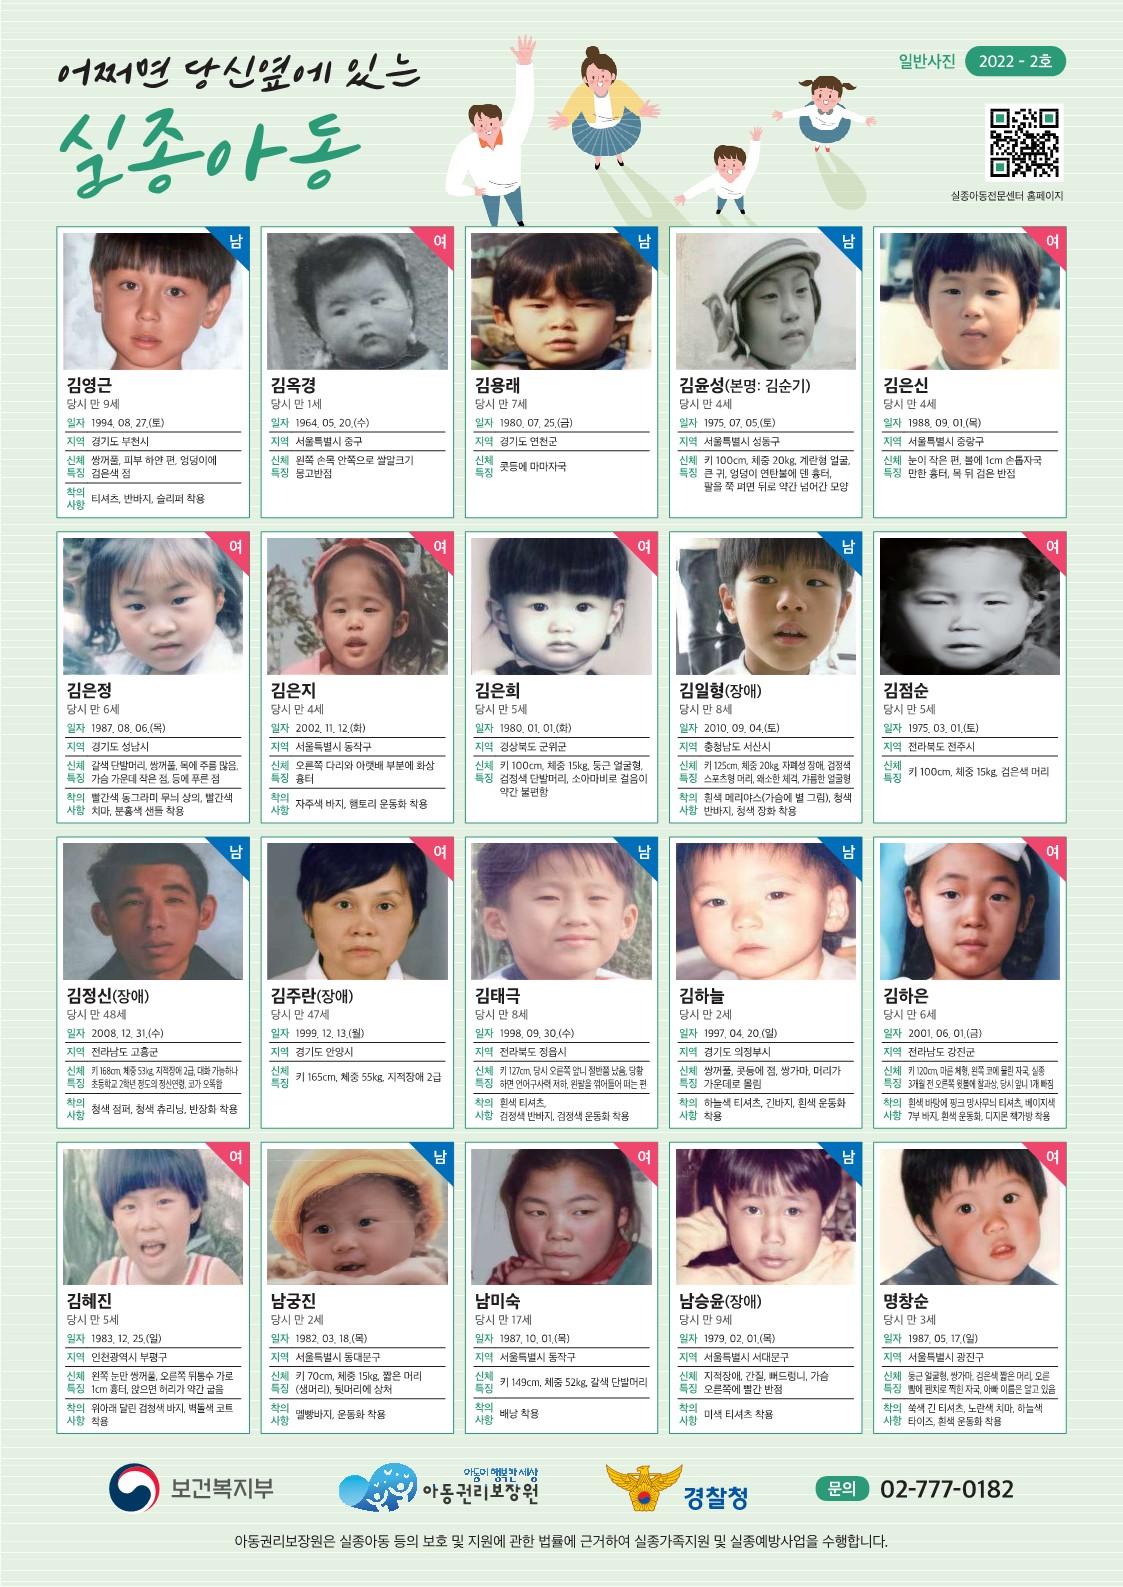 어쩌면 당신옆에 있는
실종아동
일반사진 2022 - 2호
실종아동전문센터 홈페이지
남
김영근
당시 만 9세
일자 1994. 08. 27.(토)
지역 경기도 부천시
신체특징 쌍꺼풀, 피부 하얀 편, 엉덩이에
검은색 점
착의사항 티셔츠, 반바지, 슬리퍼 착용
여
김옥경
당시 만 1세
일자 1964. 05. 20.(수)
지역 서울특별시 중구
신체특징 왼쪽 손목 안쪽으로 쌀알크기
몽고반점
남
김용래
당시 만 7세
일자 1980. 07. 25.(금)
지역 경기도 연천군
신체특징 콧등에 마마자국
남
김윤성(본명: 김순기)
당시 만 4세
일자 1975. 07. 05.(토)
지역 서울특별시 성동구
신체특징 키 100cm, 체중 20kg, 계란형 얼굴,
큰 귀, 엉덩이 연탄불에 덴 흉터,
팔을 쭉 펴면 뒤로 약간 넘어간 모양
여
김은신
당시 만 4세
일자 1988. 09. 01.(목)
지역 서울특별시 중랑구
신체특징 눈이 작은 편, 볼에 1cm 손톱자국
만한 흉터, 목 뒤 검은 반점
여
김은정
당시 만 6세
일자 1987. 08. 06.(목)
지역 경기도 성남시
신체특징 갈색 단발머리, 쌍꺼풀, 목에 주름 많음,
가슴 가운데 작은 점, 등에 푸른 점
착의사항 빨간색 동그라미 무늬 상의, 빨간색
치마, 분홍색 샌들 착용
여
김은지
당시 만 4세
일자 2002. 11. 12.(화)
지역 서울특별시 동작구
신체특징 오른쪽 다리와 아랫배 부분에 화상
흉터
착의사항 자주색 바지, 햄토리 운동화 착용
여
김은희
당시 만 5세
일자 1980. 01. 01.(화)
지역 경상북도 군위군
신체특징 키 100cm, 체중 15kg, 둥근 얼굴형,
검정색 단발머리, 소아마비로 걸음이
약간 불편함
남
김일형(장애)
당시 만 8세
일자 2010. 09. 04.(토)
지역 충청남도 서산시
신체특징 키 125cm, 체중 20kg, 자폐성 장애, 검정색
스포츠형 머리, 왜소한 체격, 갸름한 얼굴형
착의사항 흰색 메리야스(가슴에 별 그림), 청색
반바지, 청색 장화 착용
여
김점순
당시 만 5세
일자 1975. 03. 01.(토)
지역 전라북도 전주시
신체특징 키 100cm, 체중 15kg, 검은색 머리
남
김정신(장애)
당시 만 48세
일자 2008. 12. 31.(수)
지역 전라남도 고흥군
신체특징 키 168cm, 체중 53kg, 지적장애 2급, 대화 가능하나
초등학교 2학년 정도의 정신연령, 코가 오똑함
착의사항 청색 점퍼, 청색 츄리닝, 반장화 착용
여
김주란(장애)
당시 만 47세
일자 1999. 12. 13.(월)
지역 경기도 안양시
신체특징 키 165cm, 체중 55kg, 지적장애 2급
남
김태극
당시 만 8세
일자 1998. 09. 30.(수)
지역 전라북도 정읍시
신체특징 키 127cm, 당시 오른쪽 앞니 절반쯤 났음, 당황
하면 언어구사력 저하, 왼팔을 꺾어들어 떠는 편
착의사항 흰색 티셔츠,
검정색 반바지, 검정색 운동화 착용
남
김하늘
당시 만 2세
일자 1997. 04. 20.(일)
지역 경기도 의정부시
신체특징 쌍꺼풀, 콧등에 점, 쌍가마, 머리가
가운데로 몰림
착의사항 하늘색 티셔츠, 긴바지, 흰색 운동화
착용
여
김하은
당시 만 6세
일자 2001. 06. 01.(금)
지역 전라남도 강진군
신체특징 키 120cm, 마른 체형, 왼쪽 코에 물린 자국, 실종
3개월 전 오른쪽 윗볼에 찰과상, 당시 앞니 1개 빠짐
착의사항 흰색 바탕에 핑크 망사무늬 티셔츠, 베이지색
7부 바지, 흰색 운동화, 디지몬 책가방 착용
여
김혜진
당시 만 5세
일자 1983. 12. 25.(일)
지역 인천광역시 부평구
신체특징 왼쪽 눈만 쌍꺼풀, 오른쪽 뒤통수 가로
1cm 흉터, 앉으면 허리가 약간 굽음
착의사항 위아래 달린 검청색 바지, 벽돌색 코트
착용
남
남궁진
당시 만 2세
일자 1982. 03. 18.(목)
지역 서울특별시 동대문구
신체특징 키 70cm, 체중 15kg, 짧은 머리
(생머리), 뒷머리에 상처
착의사항 멜빵바지, 운동화 착용
여
남미숙
당시 만 17세
일자 1987. 10. 01.(목)
지역 서울특별시 동작구
신체특징 키 149cm, 체중 52kg, 갈색 단발머리
착의사항 배낭 착용
남
남승윤(장애)
당시 만 9세
일자 1979. 02. 01.(목)
지역 서울특별시 서대문구
신체특징 지적장애, 간질, 뻐드렁니, 가슴
오른쪽에 빨간 반점
착의사항 미색 티셔츠 착용
여
명창순
당시 만 3세
일자 1987. 05. 17.(일)
지역 서울특별시 광진구
신체특징 둥근 얼굴형, 쌍가마, 검은색 짧은 머리, 오른
뺨에 펜치로 찍힌 자국, 아빠 이름은 알고 있음
착의사항 쑥색 긴 티셔츠, 노란색 치마, 하늘색
타이즈, 흰색 운동화 착용
보건복지부
아동이 행복한 세상
아동권리보장원
경찰청
문의 02-777-0182
아동권리보장원은 실종아동 등의 보호 및 지원에 관한 법률에 근거하여 실종가족지원 및 실종예방사업을 수행합니다.